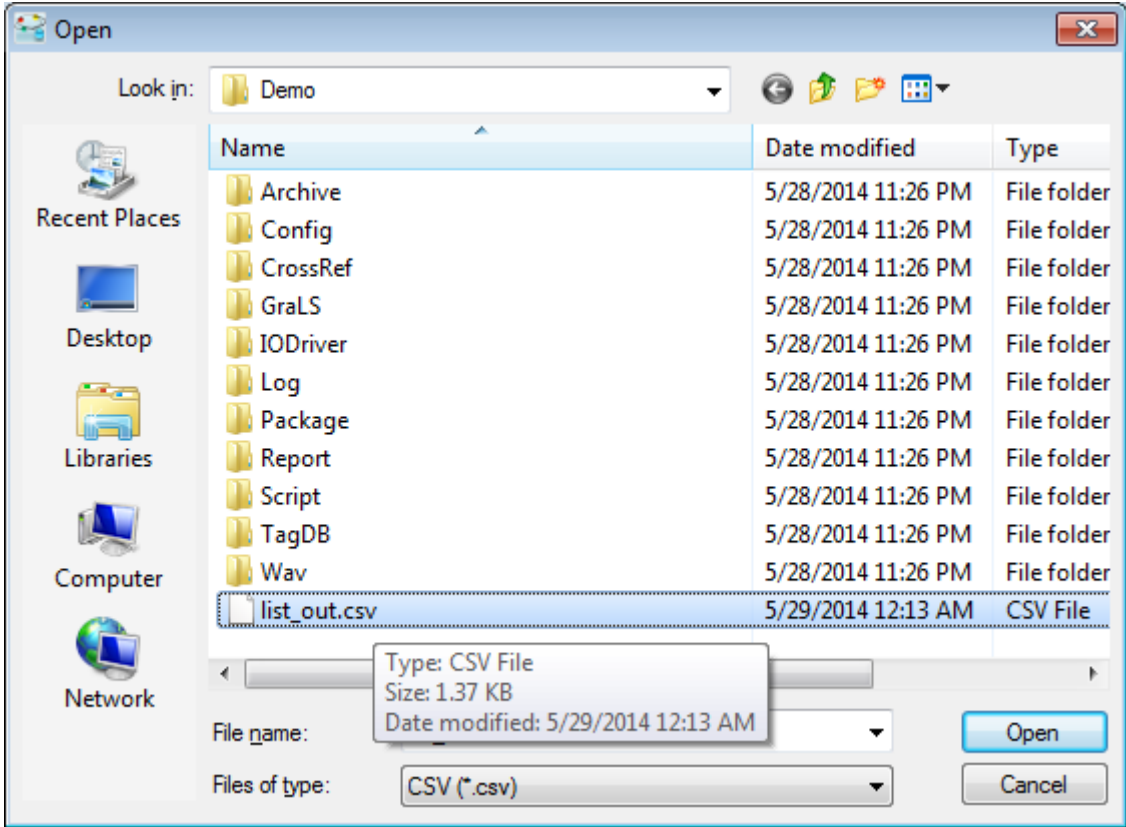 Open
Look in: Demo
Name Date modified Type
Archive 5/28/2014 11:26 PM File folder
Config 5/28/2014 11:26 PM File folder
CrossRef 5/28/2014 11:26 PM File folder
GraLS 5/28/2014 11:26 PM File folder
IODriver 5/28/2014 11:26 PM File folder
Log 5/28/2014 11:26 PM File folder
Package 5/28/2014 11:26 PM File folder
Report 5/28/2014 11:26 PM File folder
Script 5/28/2014 11:26 PM File folder
TagDB 5/28/2014 11:26 PM File folder
Wav 5/28/2014 11:26 PM File folder
list_out.csv 5/29/2014 12:13 AM CSV File
Recent Places
Desktop
Libraries
Computer
Network
Type: CSV File
Size: 1.37 KB
Date modified: 5/29/2014 12:13 AM
File name: Open
Files of type: CSV (*.csv) Cancel